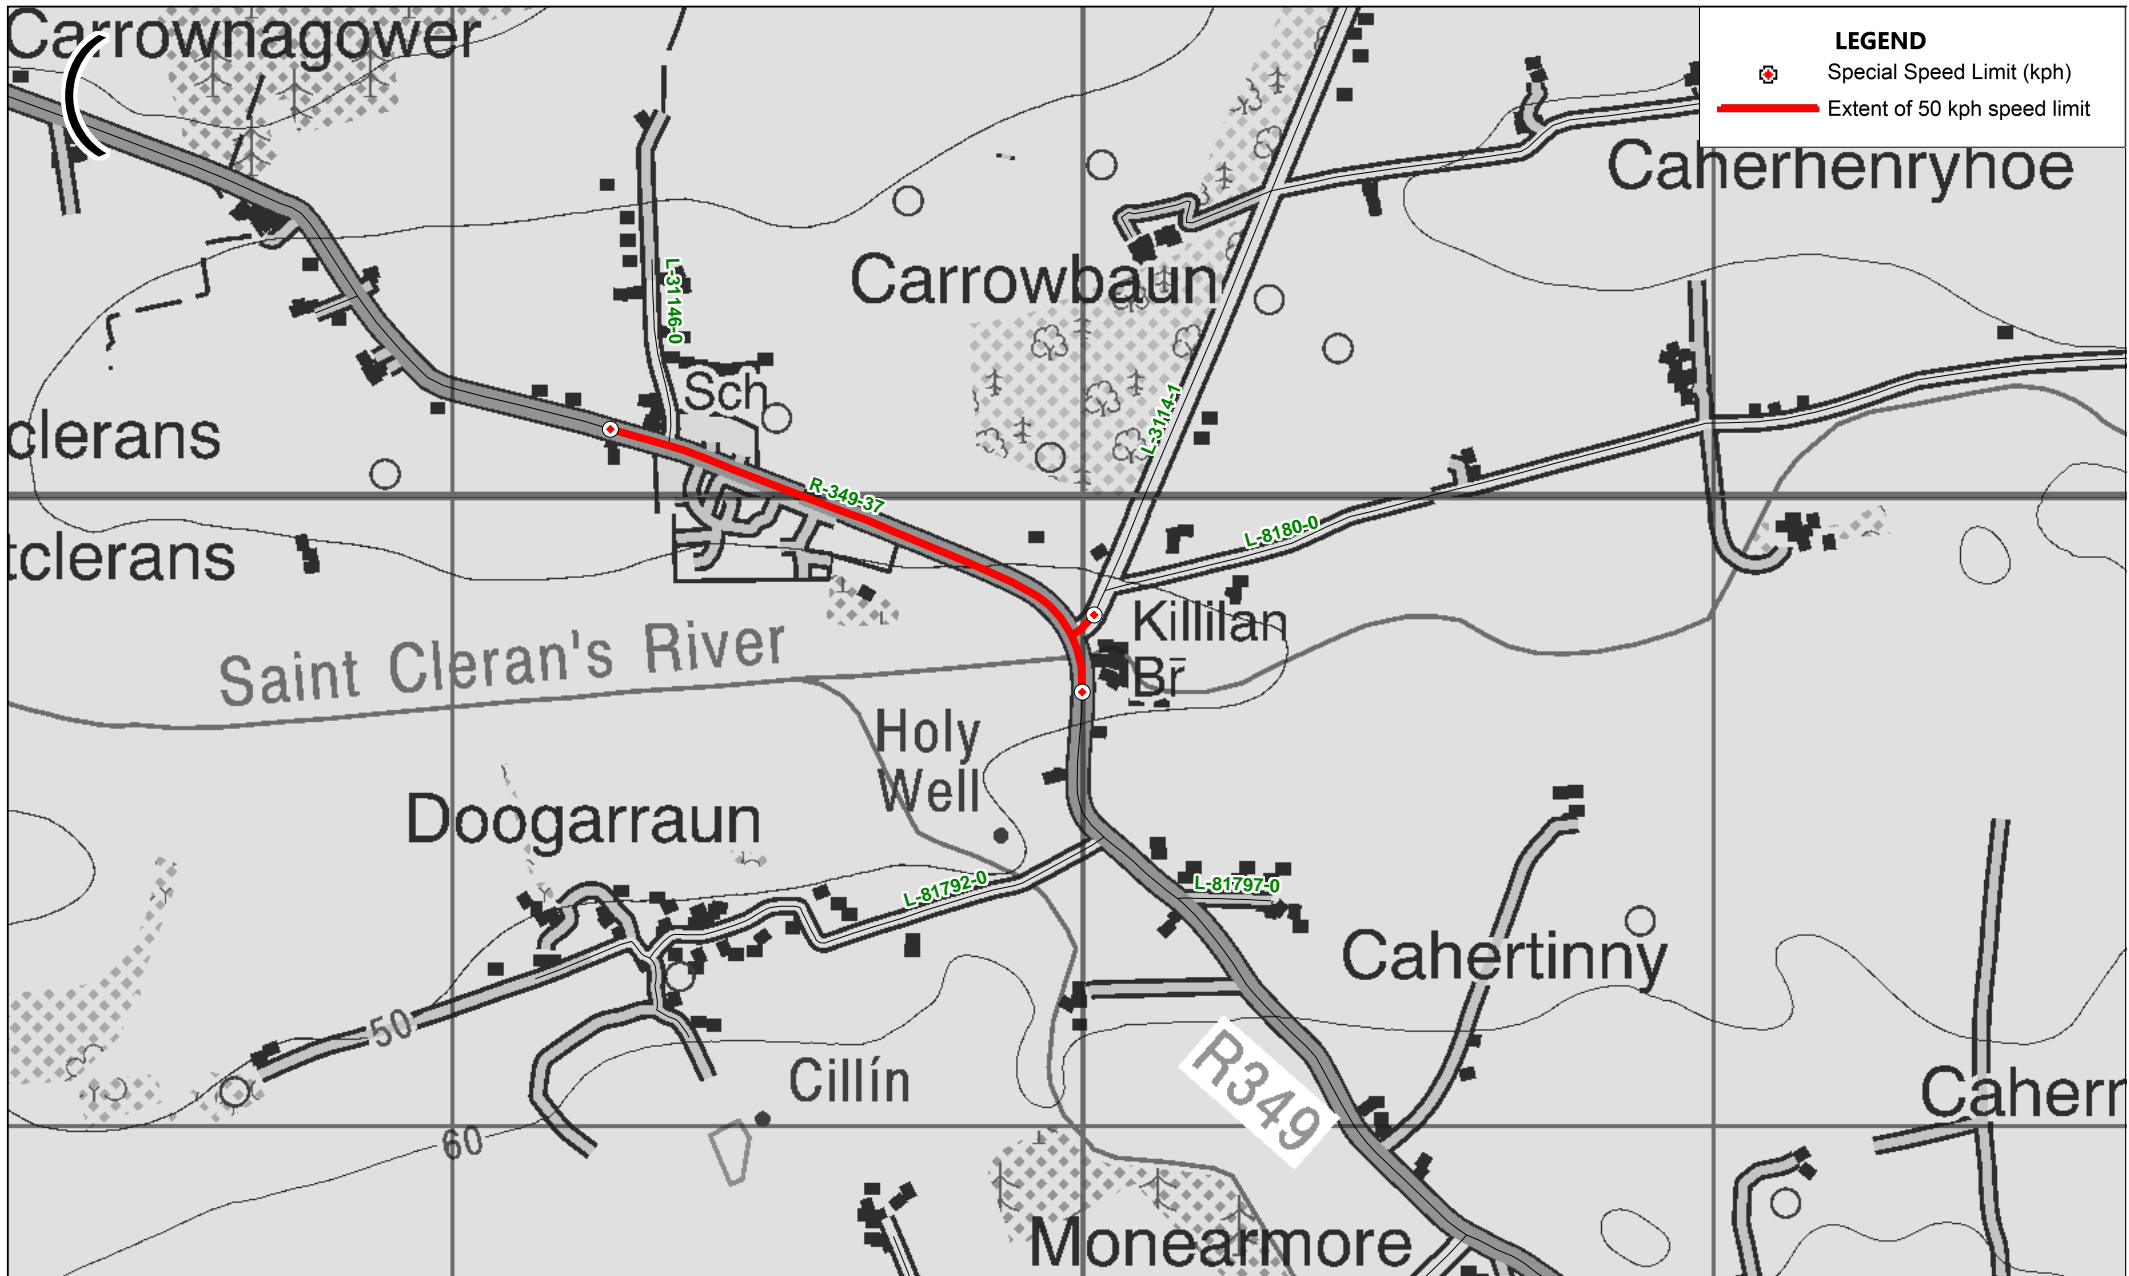 Carrownagower
LEGEND
Special Speed Limit (kph)
Extent of 50 kph speed limit
Caherhenryhoe
Carrowbaun
L-31146-0
Sch
L-3114-1
clerans
R-349-37
L-8180-0
tclerans
Killilan
Br
Saint Cleran's River
Holy
Well
Doogarraun
L-81792-0
L-81797-0
Cahertinny
50
Cillín
R349
Caherr
60
Monearmore